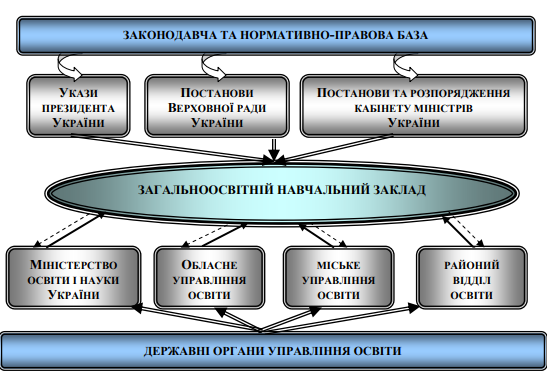 ЗАКОНОДАВЧА ТА НОРМАТИВНО-ПРАВОВА БАЗА
УКАЗИ
ПРЕЗИДЕНТА
УКРАЇНИ
ПОСТАНОВИ
ВЕРХОВНОЇ РАДИ
УКРАЇНИ
ПОСТАНОВИ ТА РОЗПОРЯДЖЕННЯ
КАБІНЕТУ МІНІСТРІВ
УКРАЇНИ
ЗАГАЛЬНООСВІТНІЙ НАВЧАЛЬНИЙ ЗАКЛАД
МІНІСТЕРСТВО
ОСВІТИ І НАУКИ
УКРАЇНИ
ОБЛАСНЕ
УПРАВЛІННЯ
ОСВІТИ
МІСЬКЕ
УПРАВЛІННЯ
ОСВІТИ
РАЙОНИЙ
ВІДДІЛ
ОСВІТИ
ДЕРЖАВНІ ОРГАНИ УПРАВЛІННЯ ОСВІТИ